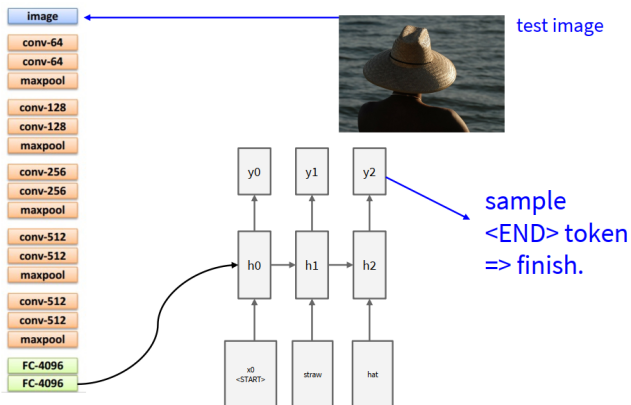 image
conv-64
conv-64
maxpool
conv-128
conv-128
maxpool
conv-256
conv-256
maxpool
conv-512
conv-512
maxpool
conv-512
conv-512
maxpool
FC-4096
FC-4096
test image
y0 y1 y2
sample
<END> token
=> finish.
h0 h1 h2
x0
<START>
straw
hat